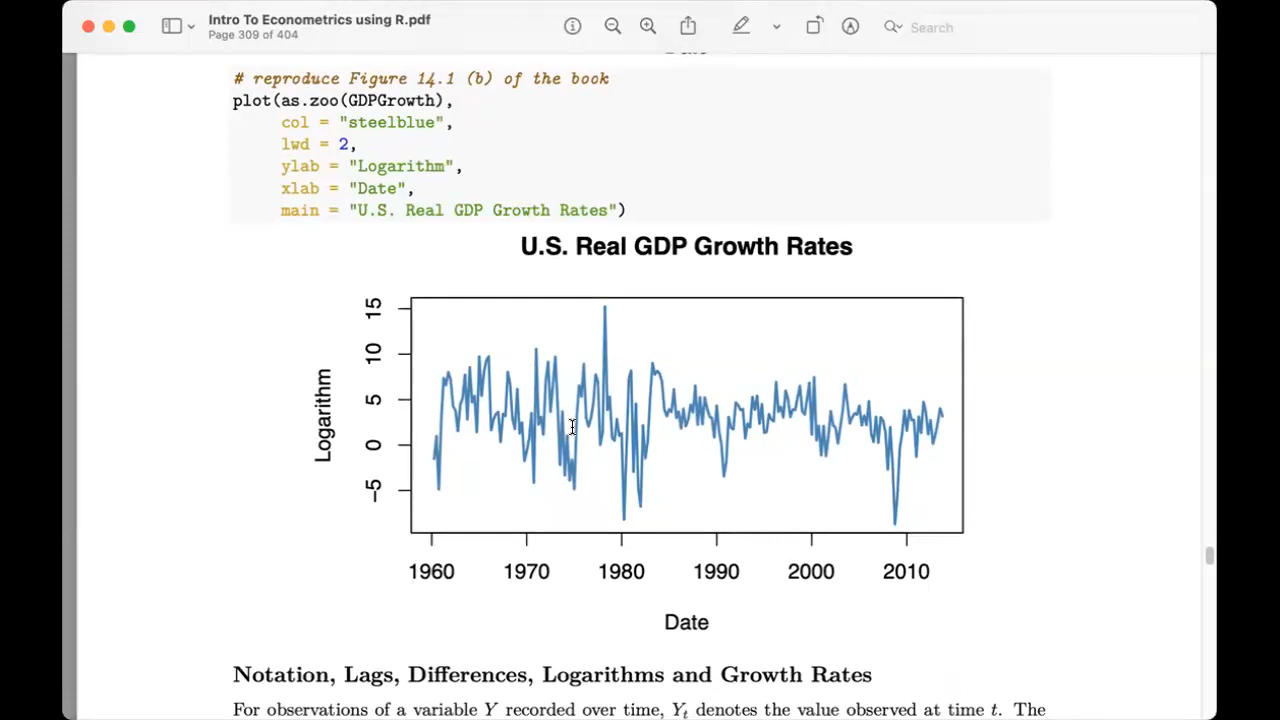 Intro To Econometrics using R.pdf
Page 309 of 404
Search
# reproduce Figure 14.1 (b) of the book
plot(as.zoo(GDPGrowth),
col = "steelblue",
lwd = 2,
ylab = "Logarithm",
xlab = "Date",
main = "U.S. Real GDP Growth Rates")
U.S. Real GDP Growth Rates
15
10
5
0
−5
Logarithm
1960 1970 1980 1990 2000 2010
Date
Notation, Lags, Differences, Logarithms and Growth Rates
For observations of a variable Y recorded over time, Yt denotes the value observed at time t. The